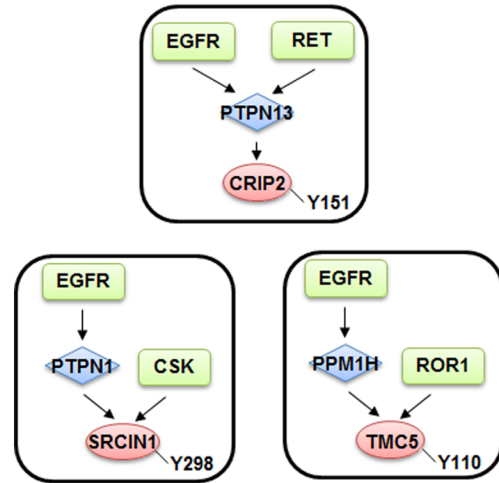 EGFR RET
PTPN13
CRIP2
Y151
EGFR
PTPN1 CSK
SRCIN1
Y298
EGFR
PPM1H ROR1
TMC5
Y110